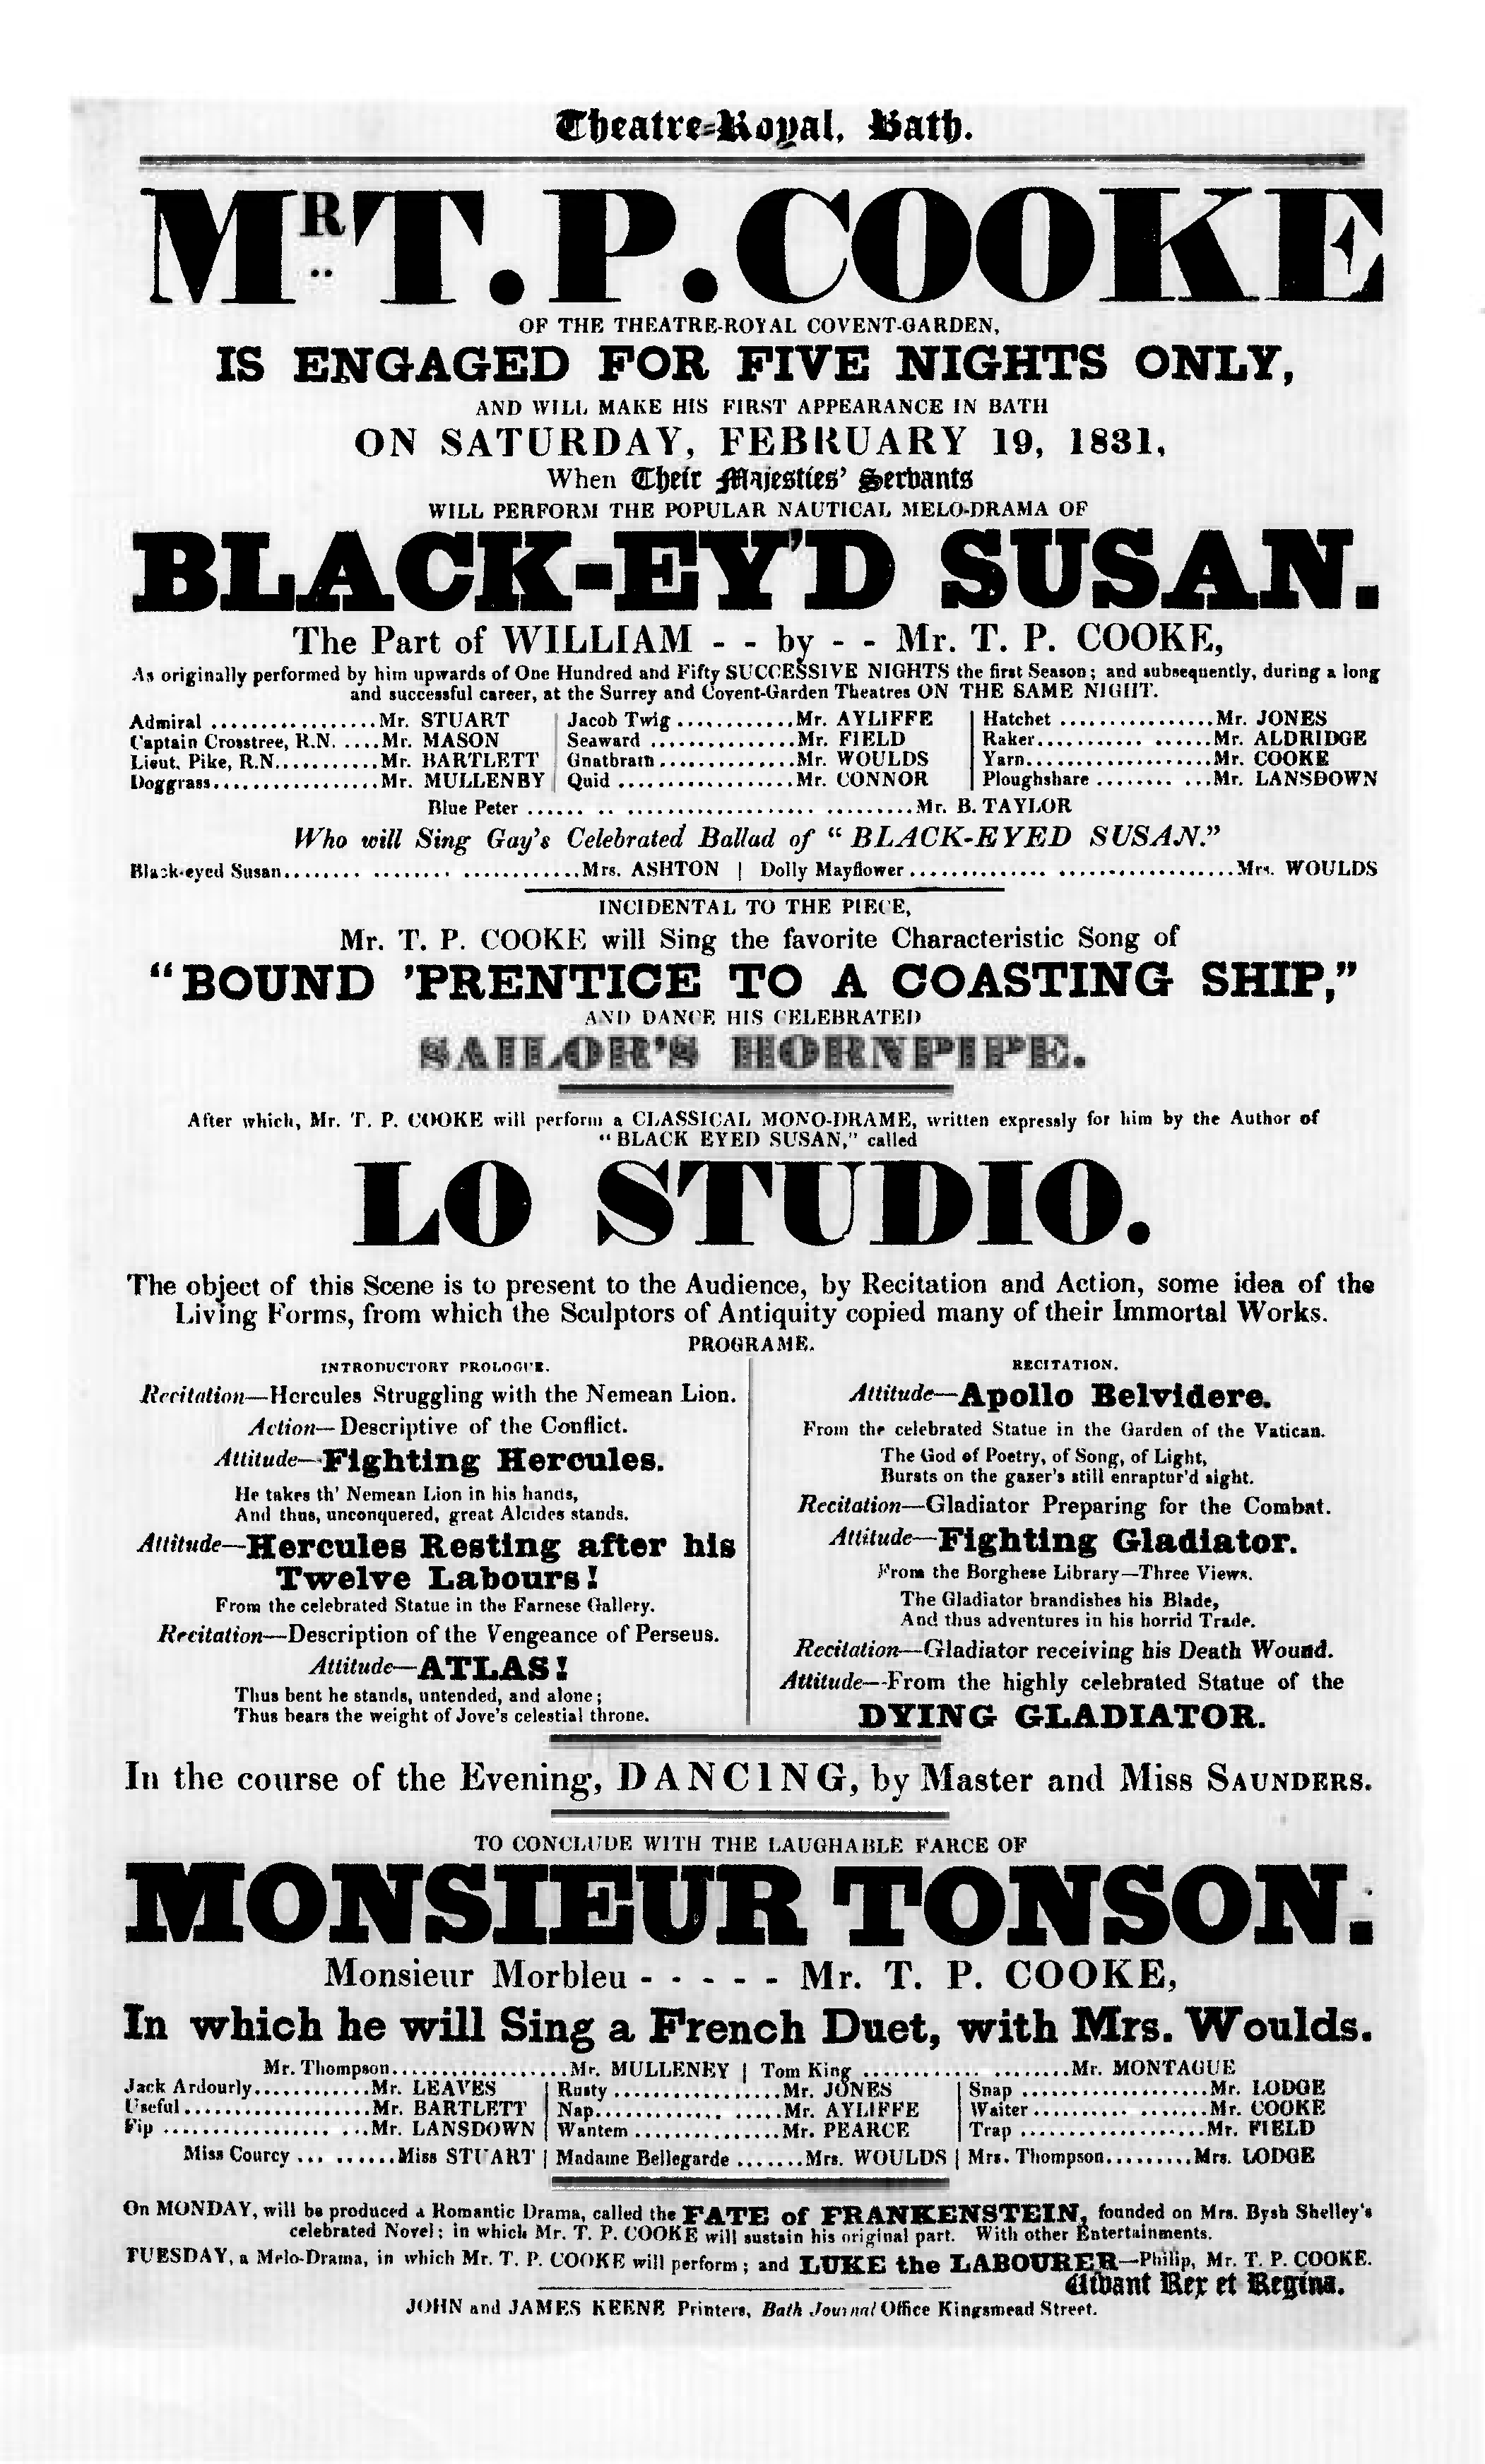 Theatre-Royal, Bath.
MR. T. P. COOKE
OF THE THEATRE-ROYAL COVENT-GARDEN,
IS ENGAGED FOR FIVE NIGHTS ONLY,
AND WILL MAKE HIS FIRST APPEARANCE IN BATH
ON SATURDAY, FEBRUARY 19, 1831,
When Their Majesties' Servants
WILL PERFORM THE POPULAR NAUTICAL MELO-DRAMA OF
BLACK-EY'D SUSAN.
The Part of WILLIAM - - by - - Mr. T. P. COOKE,
As originally performed by him upwards of One Hundred and Fifty SUCCESSIVE NIGHTS the first Season; and subsequently, during a long
and successful career, at the Surrey and Covent-Garden Theatres ON THE SAME NIGHT.
Admiral .................Mr. STUART | Jacob Twig ............Mr. AYLIFFE | Hatchet ................Mr. JONES
Captain Crosstree, R.N. ....Mr. MASON | Seaward ...............Mr. FIELD | Raker........... ......Mr. ALDRIDGE
Lieut. Pike, R.N...........Mr. BARTLETT | Gnatbrain..............Mr. WOULDS | Yarn...................Mr. COOKE
Doggrass.................Mr. MULLENBY | Quid ..................Mr. CONNOR | Ploughshare ........ ...Mr. LANSDOWN
Blue Peter ...... .. .................... .........Mr. B. TAYLOR
Who will Sing Gay's Celebrated Ballad of "BLACK-EYED SUSAN."
Black-eyed Susan........ ........ ............Mrs. ASHTON | Dolly Mayflower.............. ..................Mrs. WOULDS
INCIDENTAL TO THE PIECE,
Mr. T. P. COOKE will Sing the favorite Characteristic Song of
"BOUND 'PRENTICE TO A COASTING SHIP,"
AND DANCE HIS CELEBRATED
SAILOR'S HORNPIPE.
After which, Mr. T. P. COOKE will perform a CLASSICAL MONO-DRAME, written expressly for him by the Author of
"BLACK EYED SUSAN," called
LO STUDIO.
The object of this Scene is to present to the Audience, by Recitation and Action, some idea of the
Living Forms, from which the Sculptors of Antiquity copied many of their Immortal Works.
PROGRAME.
INTRODUCTORY PROLOGUE.
Recitation—Hercules Struggling with the Nemean Lion.
Action—Descriptive of the Conflict.
Attitude—Fighting Hercules.
He takes th' Nemean Lion in his hands,
And thus, unconquered, great Alcides stands.
Attitude—Hercules Resting after his
Twelve Labours!
From the celebrated Statue in the Farnese Gallery.
Recitation—Description of the Vengeance of Perseus.
Attitude—ATLAS!
Thus bent he stands, untended, and alone;
Thus bears the weight of Jove's celestial throne.
RECITATION.
Attitude—Apollo Belvidere.
From the celebrated Statue in the Garden of the Vatican.
The God of Poetry, of Song, of Light,
Bursts on the gazer's still enraptur'd sight.
Recitation—Gladiator Preparing for the Combat.
Attitude—Fighting Gladiator.
From the Borghese Library—Three Views.
The Gladiator brandishes his Blade,
And thus adventures in his horrid Trade.
Recitation—Gladiator receiving his Death Wound.
Attitude—From the highly celebrated Statue of the
DYING GLADIATOR.
In the course of the Evening, DANCING, by Master and Miss SAUNDERS.
TO CONCLUDE WITH THE LAUGHABLE FARCE OF
MONSIEUR TONSON.
Monsieur Morbleu - - - - - Mr. T. P. COOKE,
In which he will Sing a French Duet, with Mrs. Woulds.
Mr. Thompson..................Mr. MULLENEY | Tom King ............ ........Mr. MONTAGUE
Jack Ardourly............Mr. LEAVES | Rusty .................Mr. JONES | Snap ...................Mr. LODGE
Useful...................Mr. BARTLETT | Nap............. .....Mr. AYLIFFE | Waiter.......... .......Mr. COOKE
Fip ................. ...Mr. LANSDOWN | Wantem ...............Mr. PEARCE | Trap ...................Mr. FIELD
Miss Courcy ... ......Miss STUART | Madame Bellegarde .......Mrs. WOULDS | Mrs. Thompson.........Mrs. LODGE
On MONDAY, will be produced a Romantic Drama, called the FATE of FRANKENSTEIN, founded on Mrs. Bysh Shelley's
celebrated Novel; in which Mr. T. P. COOKE will sustain his original part. With other Entertainments.
TUESDAY, a Melo-Drama, in which Mr. T. P. COOKE will perform; and LUKE the LABOURER—Philip, Mr. T. P. COOKE.
Vivant Rex et Regina.
JOHN and JAMES KEENE Printers, Bath Journal Office Kingsmead Street.